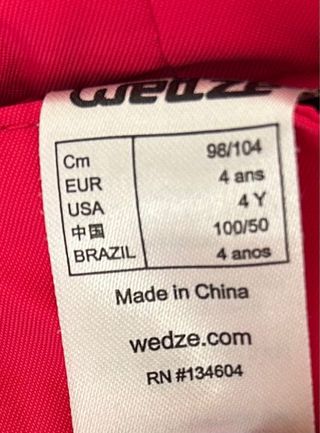 wedze
Cm 98/104
EUR 4 ans
USA 4 Y
中国 100/50
BRAZIL 4 anos
Made in China
wedze.com
RN #134604